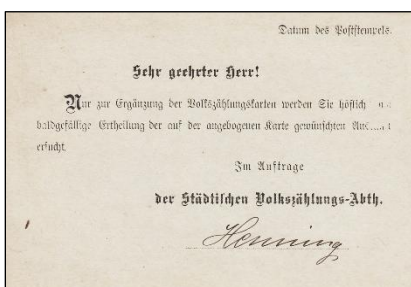 Datum des Poststempels.
Sehr geehrter Herr!
Nur zur Ergänzung der Volkszählungskarten werden Sie höflich
baldgefällige Ertheilung der auf der angebogenen Karte gewünschten
ersucht.
Im Auftrage
der Städtischen Volkszählungs-Abth.
Henning